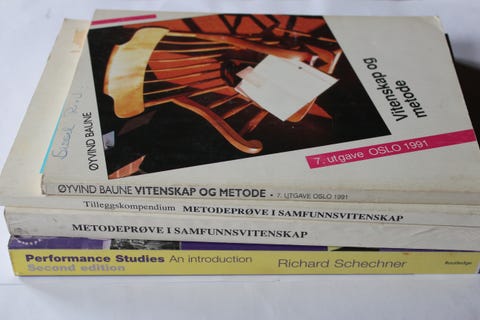 ØYVIND BAUNE
Vitenskap og
metode
7. utgave OSLO 1991
ØYVIND BAUNE VITENSKAP OG METODE - 7. UTGAVE OSLO 1991
Tilleggskompendium METODEPRØVE I SAMFUNNSVITENSKAP
METODEPRØVE I SAMFUNNSVITENSKAP
Performance Studies An introduction Richard Schechner Routledge
Second edition